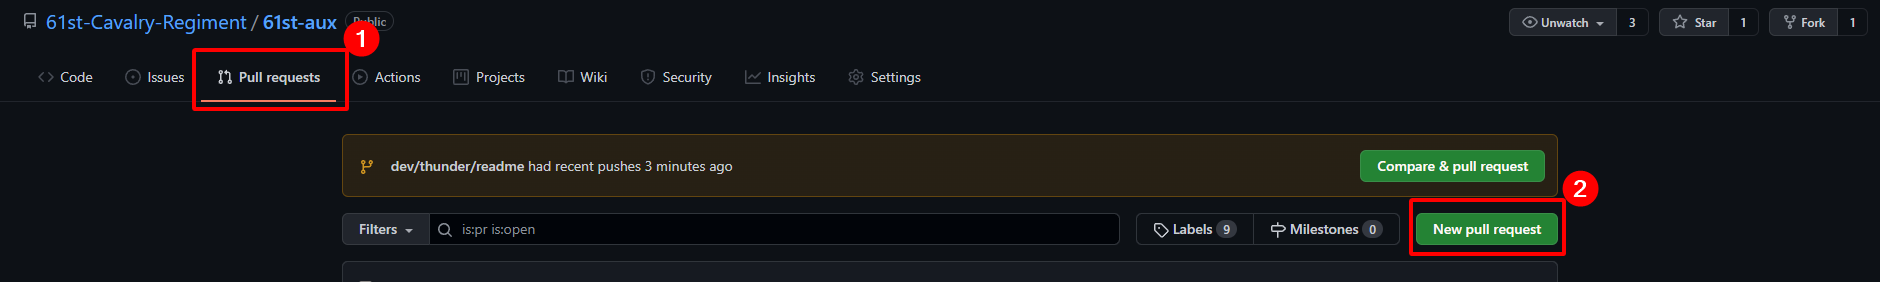 61st-Cavalry-Regiment / 61st-aux Public
Unwatch 3 Star 1 Fork 1
1
Code Issues Pull requests Actions Projects Wiki Security Insights Settings
dev/thunder/readme had recent pushes 3 minutes ago Compare & pull request
2
Filters is:pr is:open Labels 9 Milestones 0 New pull request